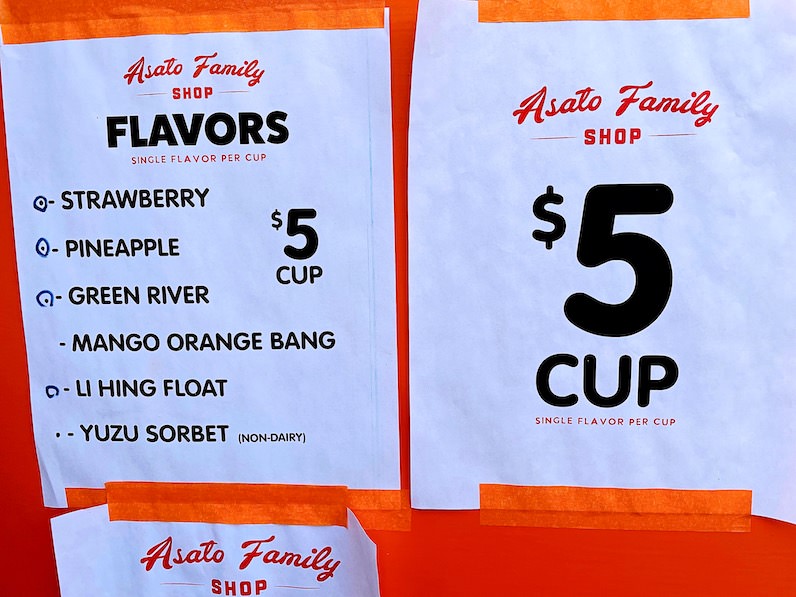 Asato Family
SHOP
FLAVORS
SINGLE FLAVOR PER CUP
- STRAWBERRY
- PINEAPPLE
- GREEN RIVER
- MANGO ORANGE BANG
- LI HING FLOAT
- YUZU SORBET (NON-DAIRY)
$5
CUP
Asato Family
SHOP
$5
CUP
SINGLE FLAVOR PER CUP
Asato Family
SHOP